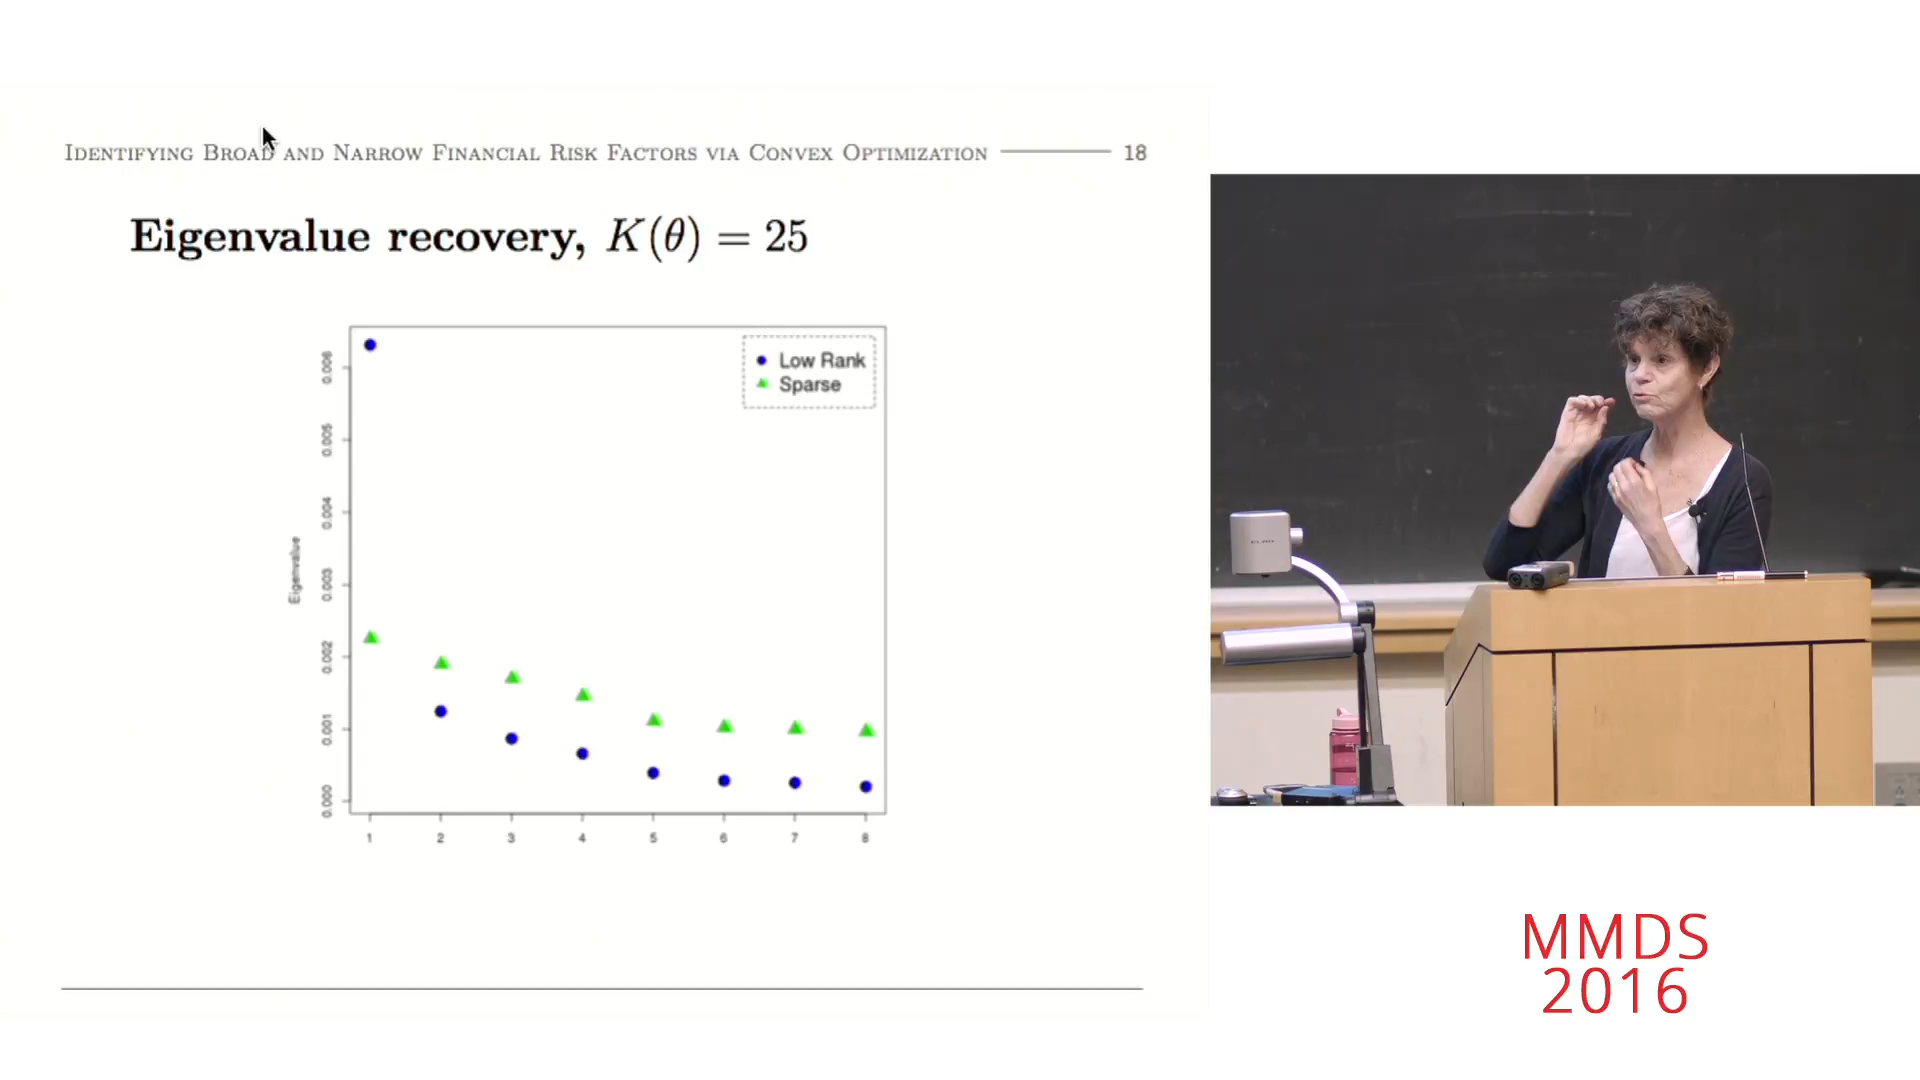 IDENTIFYING BROAD AND NARROW FINANCIAL RISK FACTORS VIA CONVEX OPTIMIZATION 18
Eigenvalue recovery, K(θ) = 25
Low Rank
Sparse
0.006
0.005
0.004
0.003
0.002
0.001
0.000
Eigenvalue
1 2 3 4 5 6 7 8
ELMO
MMDS
2016